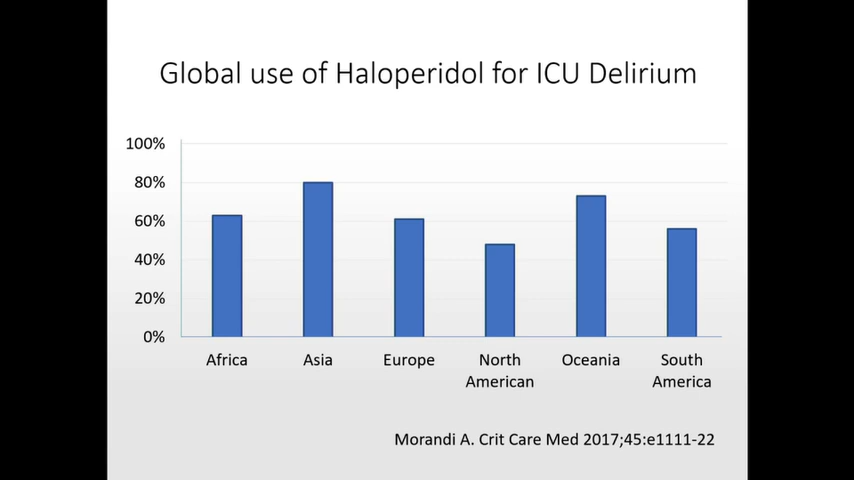 Global use of Haloperidol for ICU Delirium
100%
80%
60%
40%
20%
0%
Africa
Asia
Europe
North
American
Oceania
South
America
Morandi A. Crit Care Med 2017;45:e1111-22